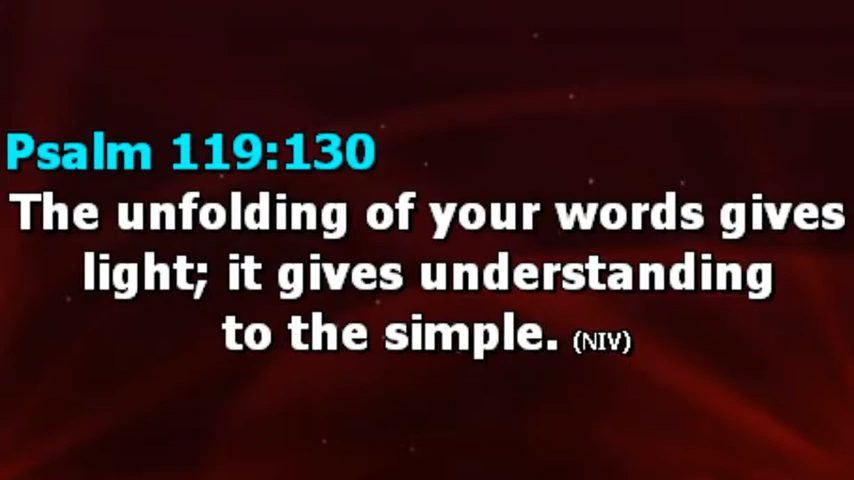 Psalm 119:130
The unfolding of your words gives
light; it gives understanding
to the simple. (NIV)